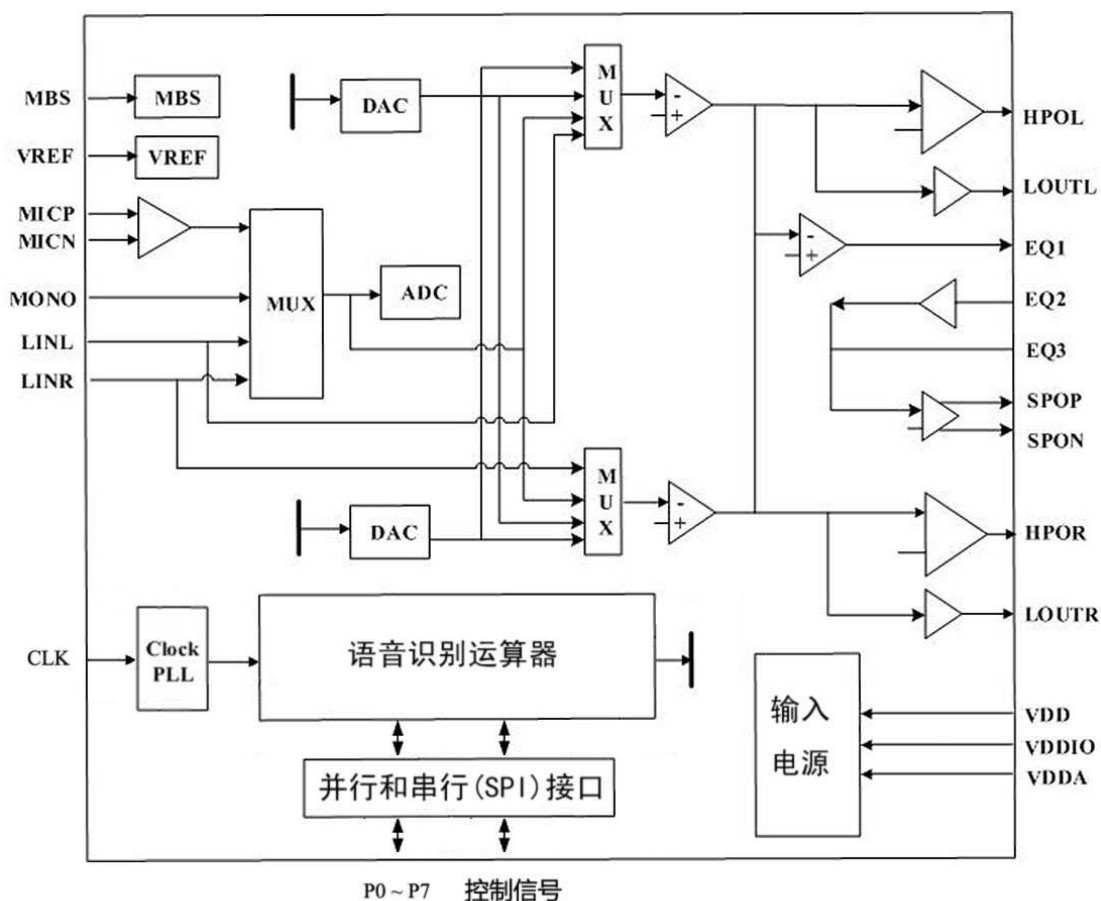 MBS
MBS
VREF
VREF
MICP
MICN
MONO
LINL
LINR
MUX
ADC
DAC
MUX
-
+
-
+
HPOL
LOUTL
EQ1
EQ2
EQ3
SPOP
SPON
DAC
MUX
-
+
HPOR
LOUTR
CLK
Clock
PLL
语音识别运算器
并行和串行(SPI)接口
P0 ~ P7 控制信号
输入
电源
VDD
VDDIO
VDDA